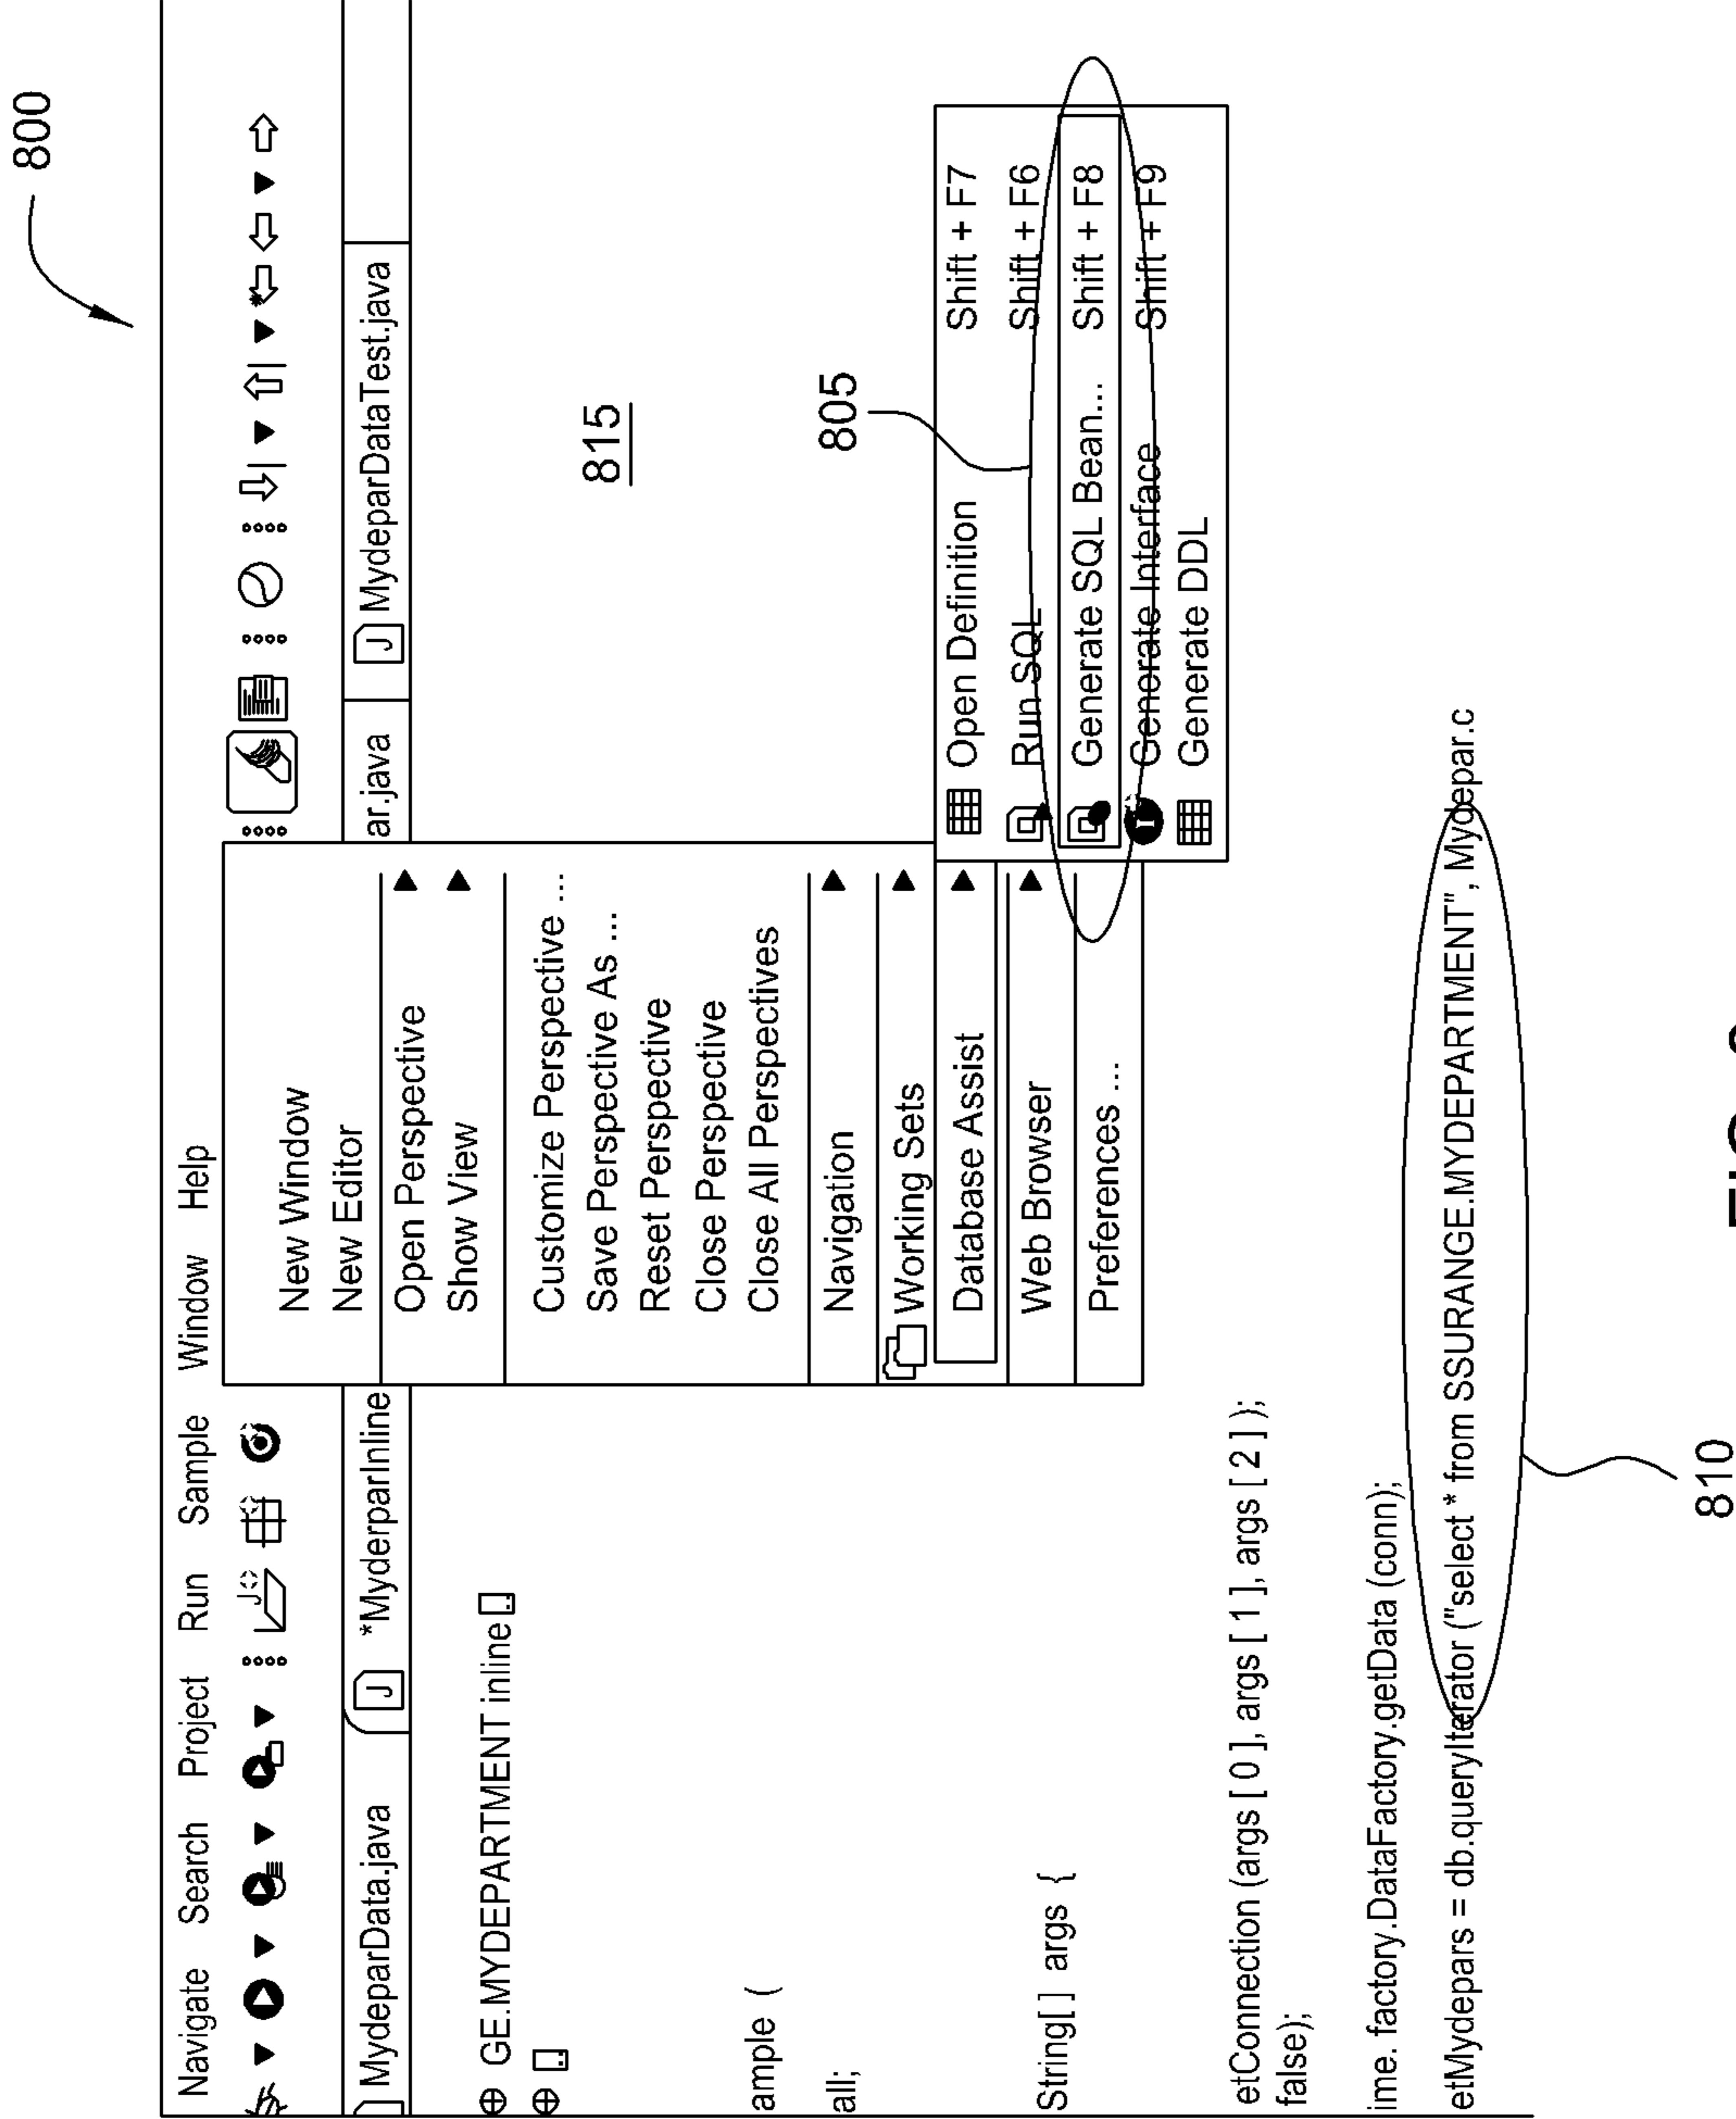 800
Navigate Search Project Run Sample Window Help
MydeparData.java
J *MyderparInline
ar.java
J MydeparDataTest.java
New Window
New Editor
Open Perspective
Show View
Customize Perspective ...
Save Perspective As ...
Reset Perspective
Close Perspective
Close All Perspectives
Navigation
Working Sets
Database Assist
Web Browser
Preferences ...
815
805
Open Definition Shift + F7
Run SQL Shift + F6
Generate SQL Bean... Shift + F8
Generate Interface Shift + F9
Generate DDL
GE.MYDEPARTMENT inline
ample (
all;
String[ ] args {
etConnection (args [ 0 ], args [ 1 ], args [ 2 ] );
false);
ime. factory.DataFactory.getData (conn);
etMydepars = db.queryIterator ("select * from SSURANGE.MYDEPARTMENT", Mydepar.c
810